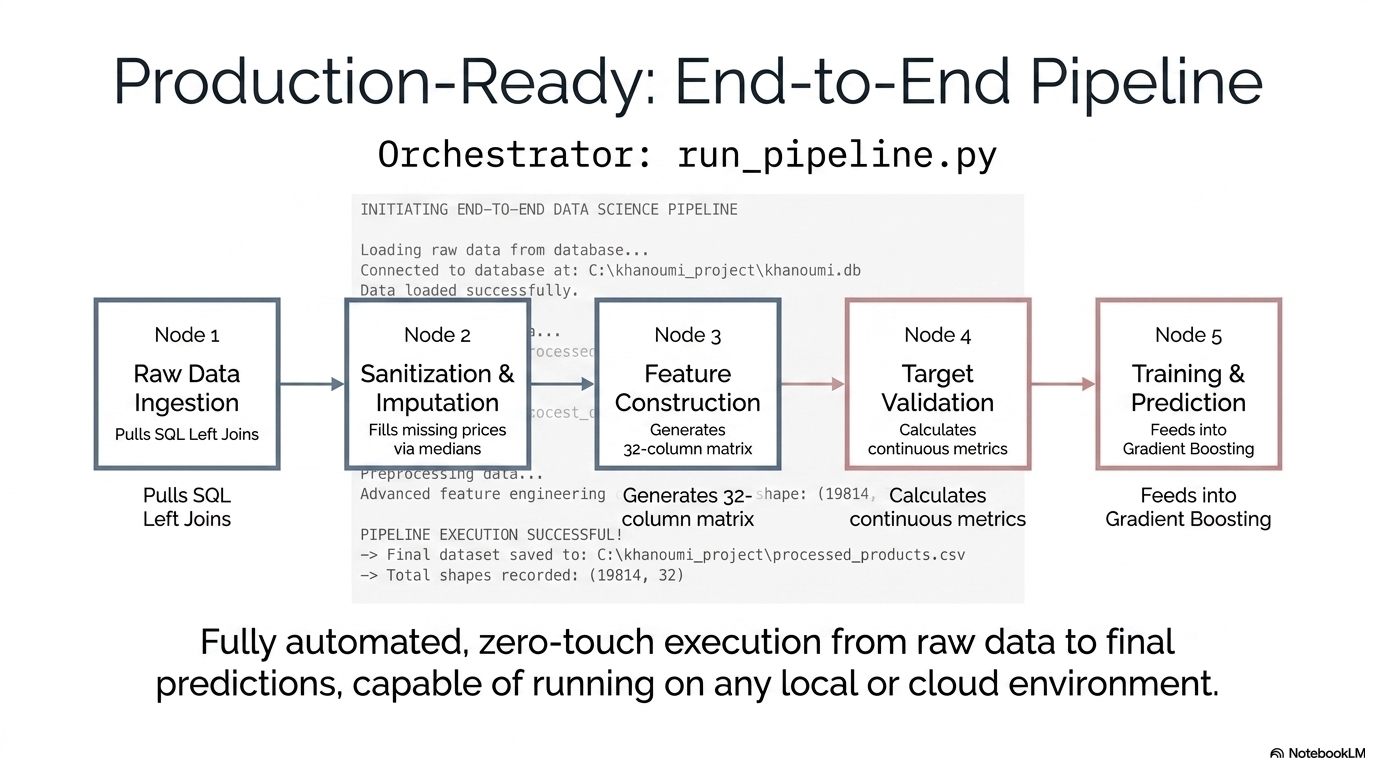 Production-Ready: End-to-End Pipeline
Orchestrator: run_pipeline.py
INITIATING END-TO-END DATA SCIENCE PIPELINE
Loading raw data from database...
Connected to database at: C:\khanoumi_project\khanoumi.db
Data loaded successfully.
Node 1
Raw Data
Ingestion
Pulls SQL Left Joins
Pulls SQL
Left Joins
Node 2
Sanitization &
Imputation
Fills missing prices
via medians
Node 3
Feature
Construction
Generates
32-column matrix
Generates 32-
column matrix
Node 4
Target
Validation
Calculates
continuous metrics
Calculates
continuous metrics
Node 5
Training &
Prediction
Feeds into
Gradient Boosting
Feeds into
Gradient Boosting
Preprocessing data...
Advanced feature engineering shape: (19814,
PIPELINE EXECUTION SUCCESSFUL!
-> Final dataset saved to: C:\khanoumi_project\processed_products.csv
-> Total shapes recorded: (19814, 32)
Fully automated, zero-touch execution from raw data to final
predictions, capable of running on any local or cloud environment.
NotebookLM